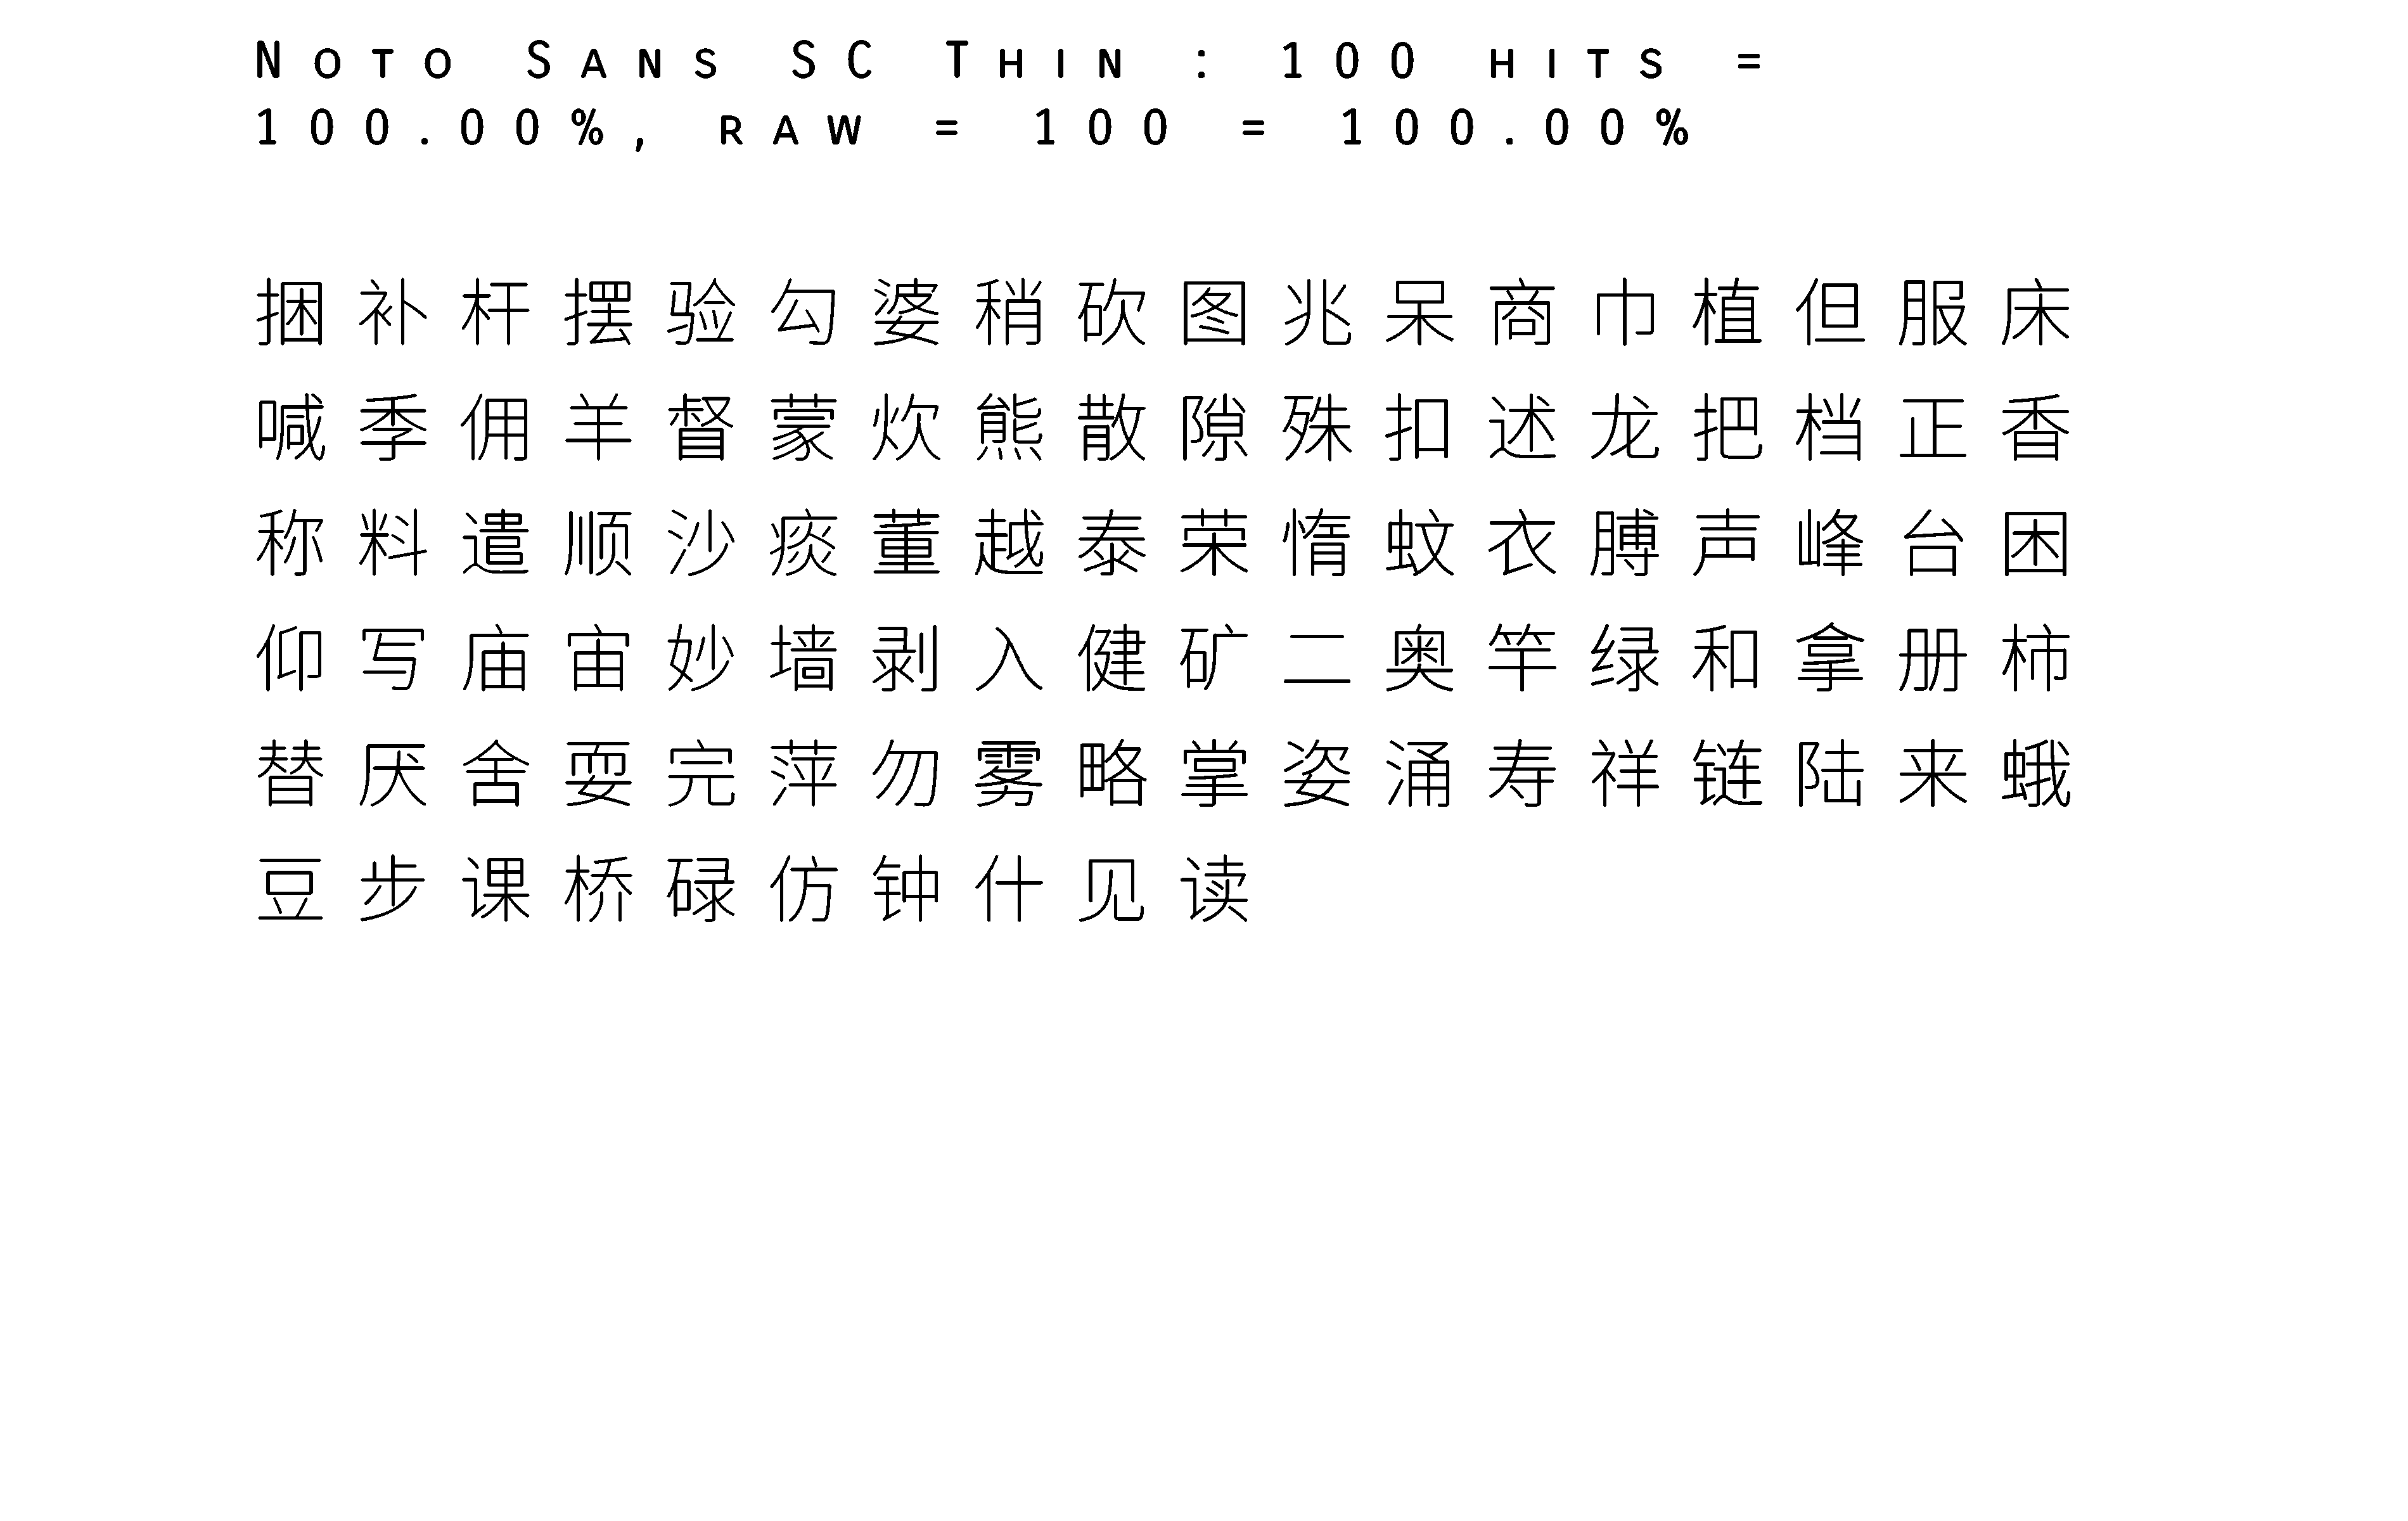 Noto Sans SC Thin : 100 hits =
100.00%, raw = 100 = 100.00%
捆补杆摆验勾婆稍砍图兆呆商巾植但服床
喊季佣羊督蒙炊熊散隙殊扣述龙把档正香
称料遣顺沙痰董越泰荣惰蚊衣膊声峰台困
仰写庙宙妙墙剥入健矿二奥竿绿和拿册柿
替厌舍耍完萍勿雾略掌姿涌寿祥链陆来蛾
豆步课桥碌仿钟什见读